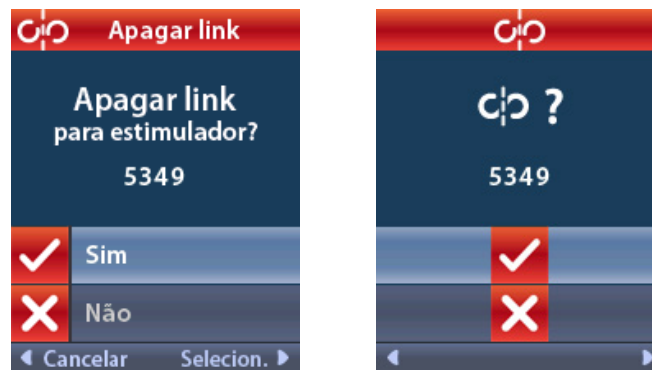 Apagar link
Apagar link
para estimulador?
5349
Sim
Não
Cancelar Selecion.
?
5349